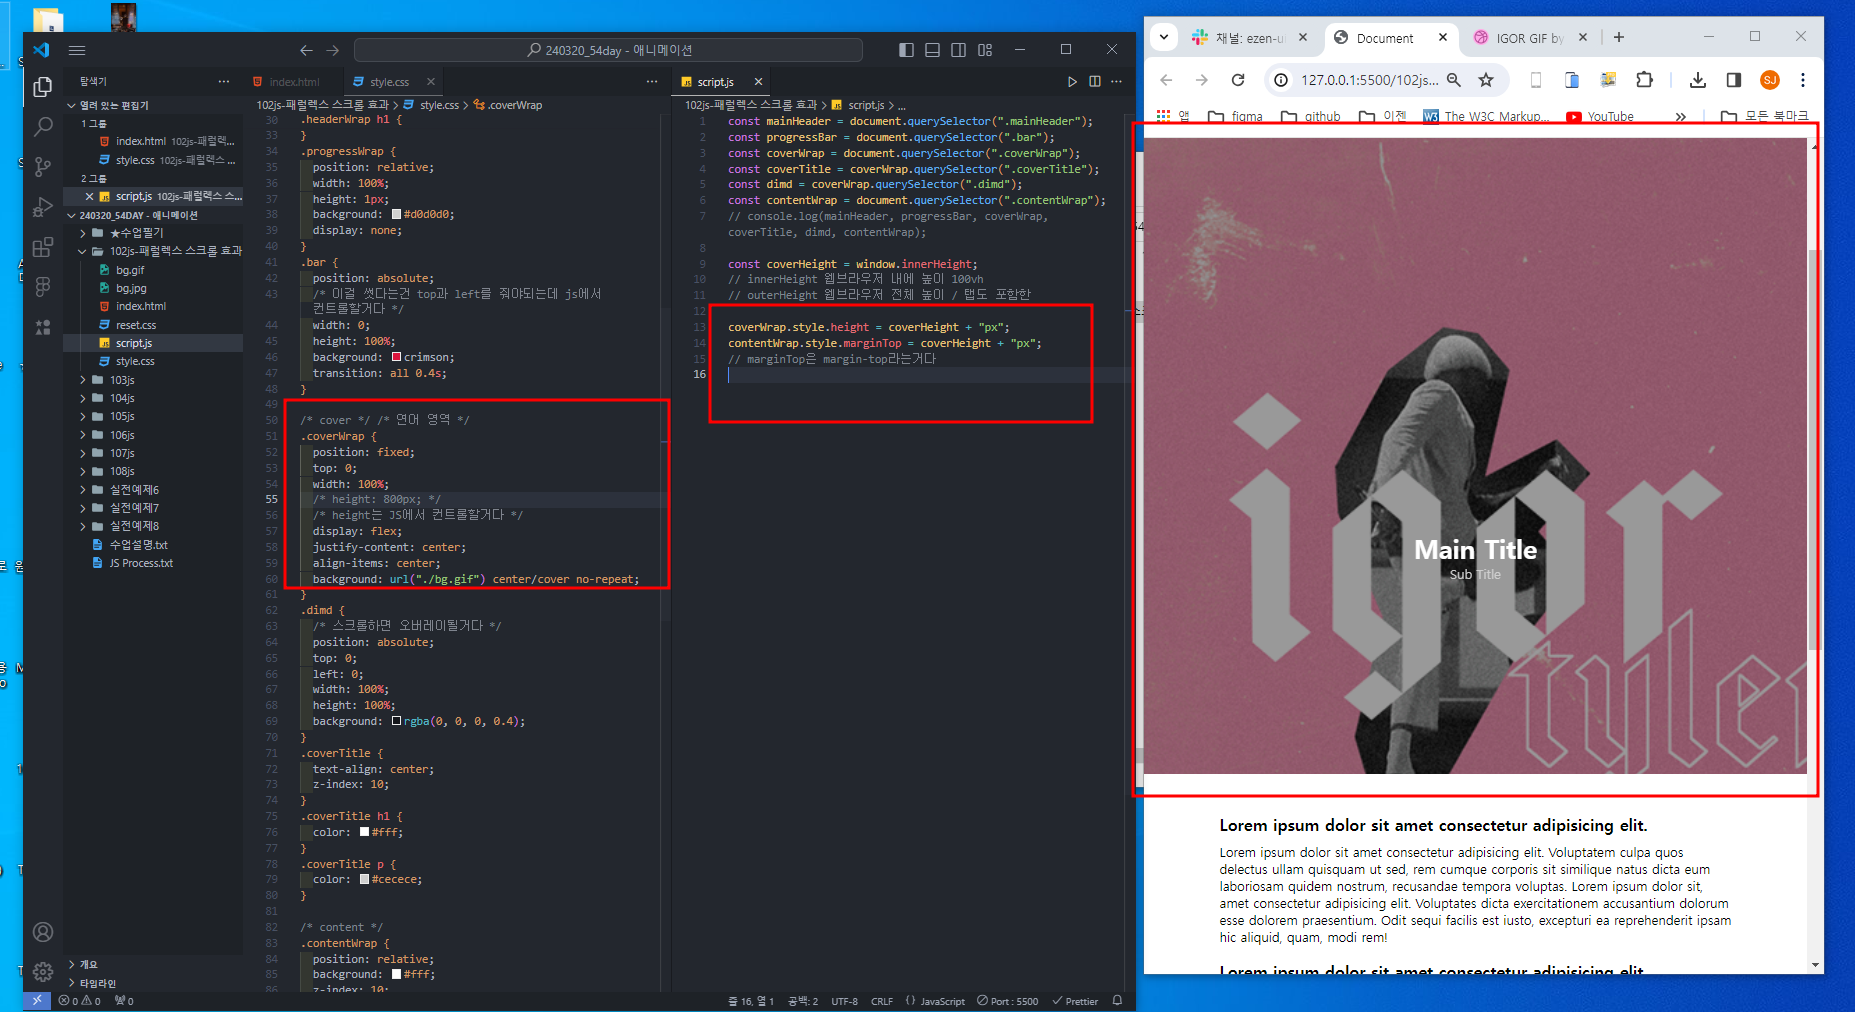 240320_54day - 애니메이션
탐색기
열려 있는 편집기
1 그룹
index.html 102js-패럴렉...
style.css 102js-패럴렉스 ...
2 그룹
script.js 102js-패럴렉스 스...
240320_54DAY - 애니메이션
★수업필기
102js-패럴렉스 스크롤 효과
bg.gif
bg.jpg
index.html
reset.css
script.js
style.css
103js
104js
105js
106js
107js
108js
실전예제6
실전예제7
실전예제8
수업설명.txt
JS Process.txt
개요
타임라인
index.html
style.css
102js-패럴렉스 스크롤 효과 > style.css > .coverWrap
30 .headerWrap h1 {
33 }
34 .progressWrap {
35 position: relative;
36 width: 100%;
37 height: 1px;
38 background: #d0d0d0;
39 display: none;
40 }
41 .bar {
42 position: absolute;
43 /* 이걸 썻다는건 top과 left를 줘야되는데 js에서
컨트롤할거다 */
44 width: 0;
45 height: 100%;
46 background: crimson;
47 transition: all 0.4s;
48 }
49
50 /* cover */ /* 연어 영역 */
51 .coverWrap {
52 position: fixed;
53 top: 0;
54 width: 100%;
55 /* height: 800px; */
56 /* height는 JS에서 컨트롤할거다 */
57 display: flex;
58 justify-content: center;
59 align-items: center;
60 background: url("./bg.gif") center/cover no-repeat;
61 }
62 .dimd {
63 /* 스크롤하면 오버레이될거다 */
64 position: absolute;
65 top: 0;
66 left: 0;
67 width: 100%;
68 height: 100%;
69 background: rgba(0, 0, 0, 0.4);
70 }
71 .coverTitle {
72 text-align: center;
73 z-index: 10;
74 }
75 .coverTitle h1 {
76 color: #fff;
77 }
78 .coverTitle p {
79 color: #cecece;
80 }
81
82 /* content */
83 .contentWrap {
84 position: relative;
85 background: #fff;
86 z-index: 10;
script.js
102js-패럴렉스 스크롤 효과 > script.js > ...
1 const mainHeader = document.querySelector(".mainHeader");
2 const progressBar = document.querySelector(".bar");
3 const coverWrap = document.querySelector(".coverWrap");
4 const coverTitle = coverWrap.querySelector(".coverTitle");
5 const dimd = coverWrap.querySelector(".dimd");
6 const contentWrap = document.querySelector(".contentWrap");
7 // console.log(mainHeader, progressBar, coverWrap,
coverTitle, dimd, contentWrap);
8
9 const coverHeight = window.innerHeight;
10 // innerHeight 웹브라우저 내에 높이 100vh
11 // outerHeight 웹브라우저 전체 높이 / 탭도 포함한
12
13 coverWrap.style.height = coverHeight + "px";
14 contentWrap.style.marginTop = coverHeight + "px";
15 // marginTop은 margin-top라는거다
16
0 0 0
줄 16, 열 1 공백: 2 UTF-8 CRLF {} JavaScript Port : 5500 Prettier
채널: ezen-u
Document
IGOR GIF by
127.0.0.1:5500/102js...
SJ
앱 figma github 이젠 The W3C Markup... YouTube » 모든 북마크
igor
tyler
Main Title
Sub Title
Lorem ipsum dolor sit amet consectetur adipisicing elit.
Lorem ipsum dolor sit amet consectetur adipisicing elit. Voluptatem culpa quos
delectus ullam quisquam ut sed, rem cumque corporis sit similique natus dicta eum
laboriosam quidem nostrum, recusandae tempora voluptas. Lorem ipsum dolor sit,
amet consectetur adipisicing elit. Voluptates dicta exercitationem accusantium dolorum
esse dolorem praesentium. Odit sequi facilis est iusto, excepturi ea reprehenderit ipsam
hic aliquid, quam, modi rem!
Lorem ipsum dolor sit amet consectetur adipisicing elit.